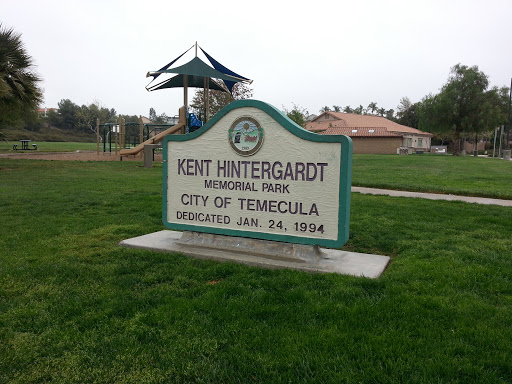 KENT HINTERGARDT
MEMORIAL PARK
CITY OF TEMECULA
DEDICATED JAN. 24, 1994